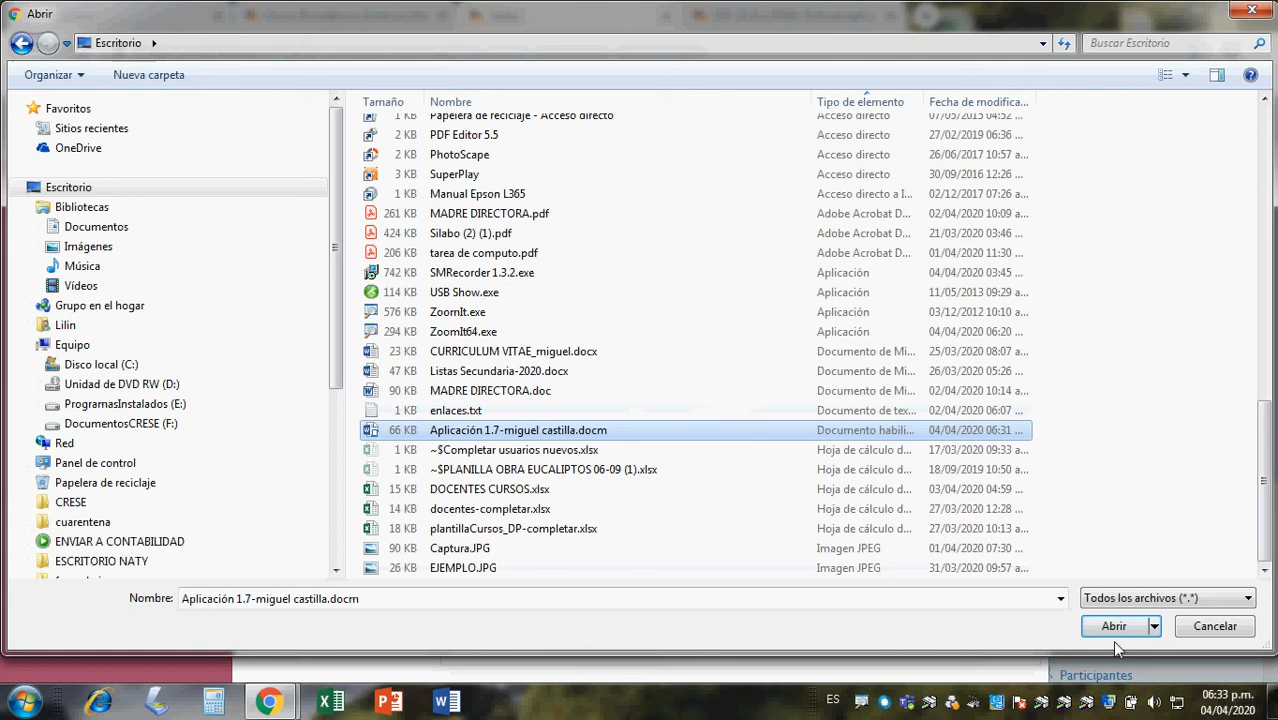 Abrir
Escritorio
Buscar Escritorio
Organizar
Nueva carpeta
Favoritos
Sitios recientes
OneDrive
Escritorio
Bibliotecas
Documentos
Imágenes
Música
Vídeos
Grupo en el hogar
Lilin
Equipo
Disco local (C:)
Unidad de DVD RW (D:)
ProgramasInstalados (E:)
DocumentosCRESE (F:)
Red
Panel de control
Papelera de reciclaje
CRESE
cuarentena
ENVIAR A CONTABILIDAD
ESCRITORIO NATY
Tamaño Nombre Tipo de elemento Fecha de modifica...
1 KB Papelera de reciclaje - Acceso directo Acceso directo 07/05/2015 04:52 ...
2 KB PDF Editor 5.5 Acceso directo 27/02/2019 06:36 ...
1 KB PhotoScape Acceso directo 26/06/2017 10:57 a...
3 KB SuperPlay Acceso directo 30/09/2016 12:26 ...
1 KB Manual Epson L365 Acceso directo a I... 02/12/2017 07:26 a...
261 KB MADRE DIRECTORA.pdf Adobe Acrobat D... 02/04/2020 10:09 a...
424 KB Silabo (2) (1).pdf Adobe Acrobat D... 21/03/2020 03:46 ...
206 KB tarea de computo.pdf Adobe Acrobat D... 01/04/2020 11:30 ...
742 KB SMRecorder 1.3.2.exe Aplicación 04/04/2020 03:45 ...
114 KB USB Show.exe Aplicación 11/05/2013 09:29 a...
576 KB ZoomIt.exe Aplicación 03/12/2012 10:10 a...
294 KB ZoomIt64.exe Aplicación 04/04/2020 06:20 ...
23 KB CURRICULUM VITAE_miguel.docx Documento de Mi... 25/03/2020 08:07 a...
47 KB Listas Secundaria-2020.docx Documento de Mi... 26/03/2020 05:26 ...
90 KB MADRE DIRECTORA.doc Documento de Mi... 02/04/2020 10:14 a...
1 KB enlaces.txt Documento de tex... 02/04/2020 06:07 ...
66 KB Aplicación 1.7-miguel castilla.docm Documento habili... 04/04/2020 06:31 ...
1 KB ~$Completar usuarios nuevos.xlsx Hoja de cálculo d... 17/03/2020 09:33 a...
1 KB ~$PLANILLA OBRA EUCALIPTOS 06-09 (1).xlsx Hoja de cálculo d... 18/09/2019 10:50 a...
15 KB DOCENTES CURSOS.xlsx Hoja de cálculo d... 03/04/2020 04:59 ...
14 KB docentes-completar.xlsx Hoja de cálculo d... 27/03/2020 12:28 ...
18 KB plantillaCursos_DP-completar.xlsx Hoja de cálculo d... 27/03/2020 10:13 a...
90 KB Captura.JPG Imagen JPEG 01/04/2020 07:30 ...
26 KB EJEMPLO.JPG Imagen JPEG 31/03/2020 09:57 a...
Nombre: Aplicación 1.7-miguel castilla.docm Todos los archivos (*.*)
Abrir Cancelar
Participantes
ES
06:33 p.m.
04/04/2020